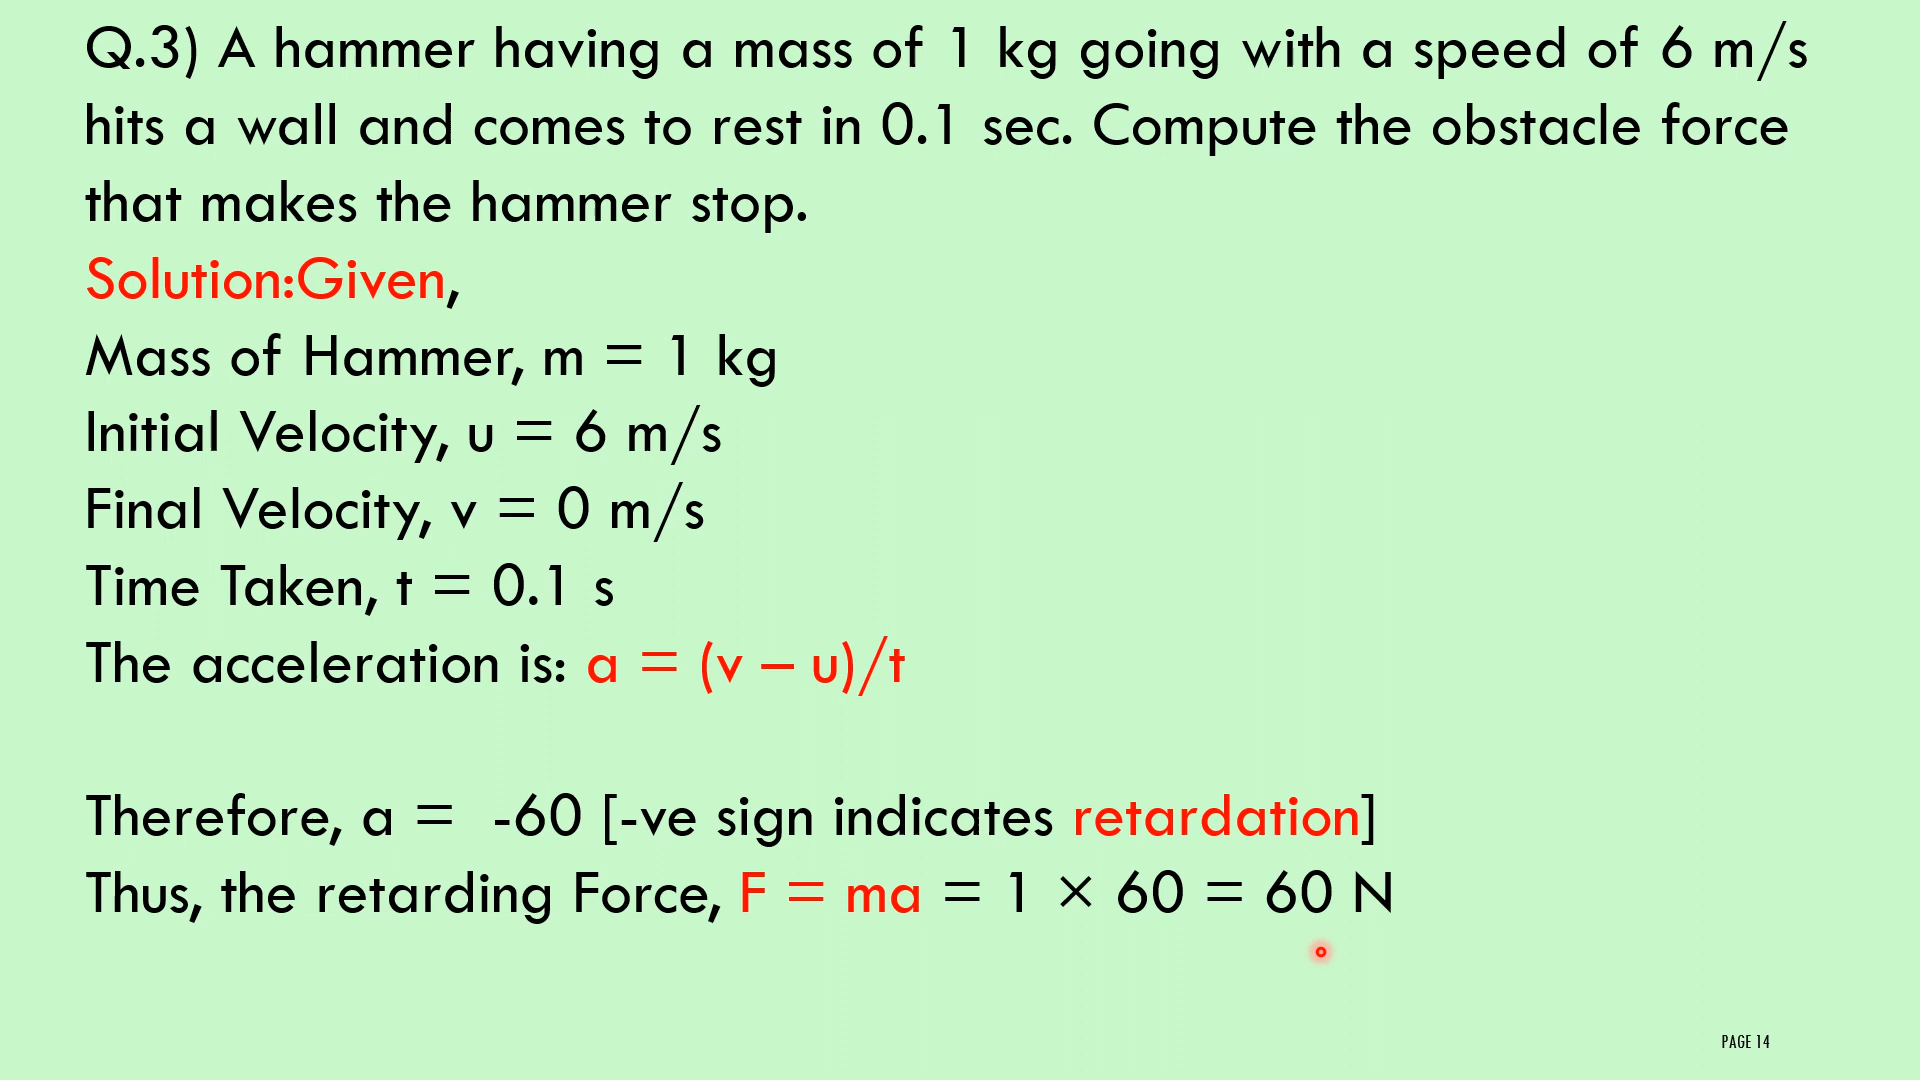 Q.3) A hammer having a mass of 1 kg going with a speed of 6 m/s
hits a wall and comes to rest in 0.1 sec. Compute the obstacle force
that makes the hammer stop.
Solution:Given,
Mass of Hammer, m = 1 kg
Initial Velocity, u = 6 m/s
Final Velocity, v = 0 m/s
Time Taken, t = 0.1 s
The acceleration is: a = (v – u)/t
Therefore, a = -60 [-ve sign indicates retardation]
Thus, the retarding Force, F = ma = 1 × 60 = 60 N
PAGE 14